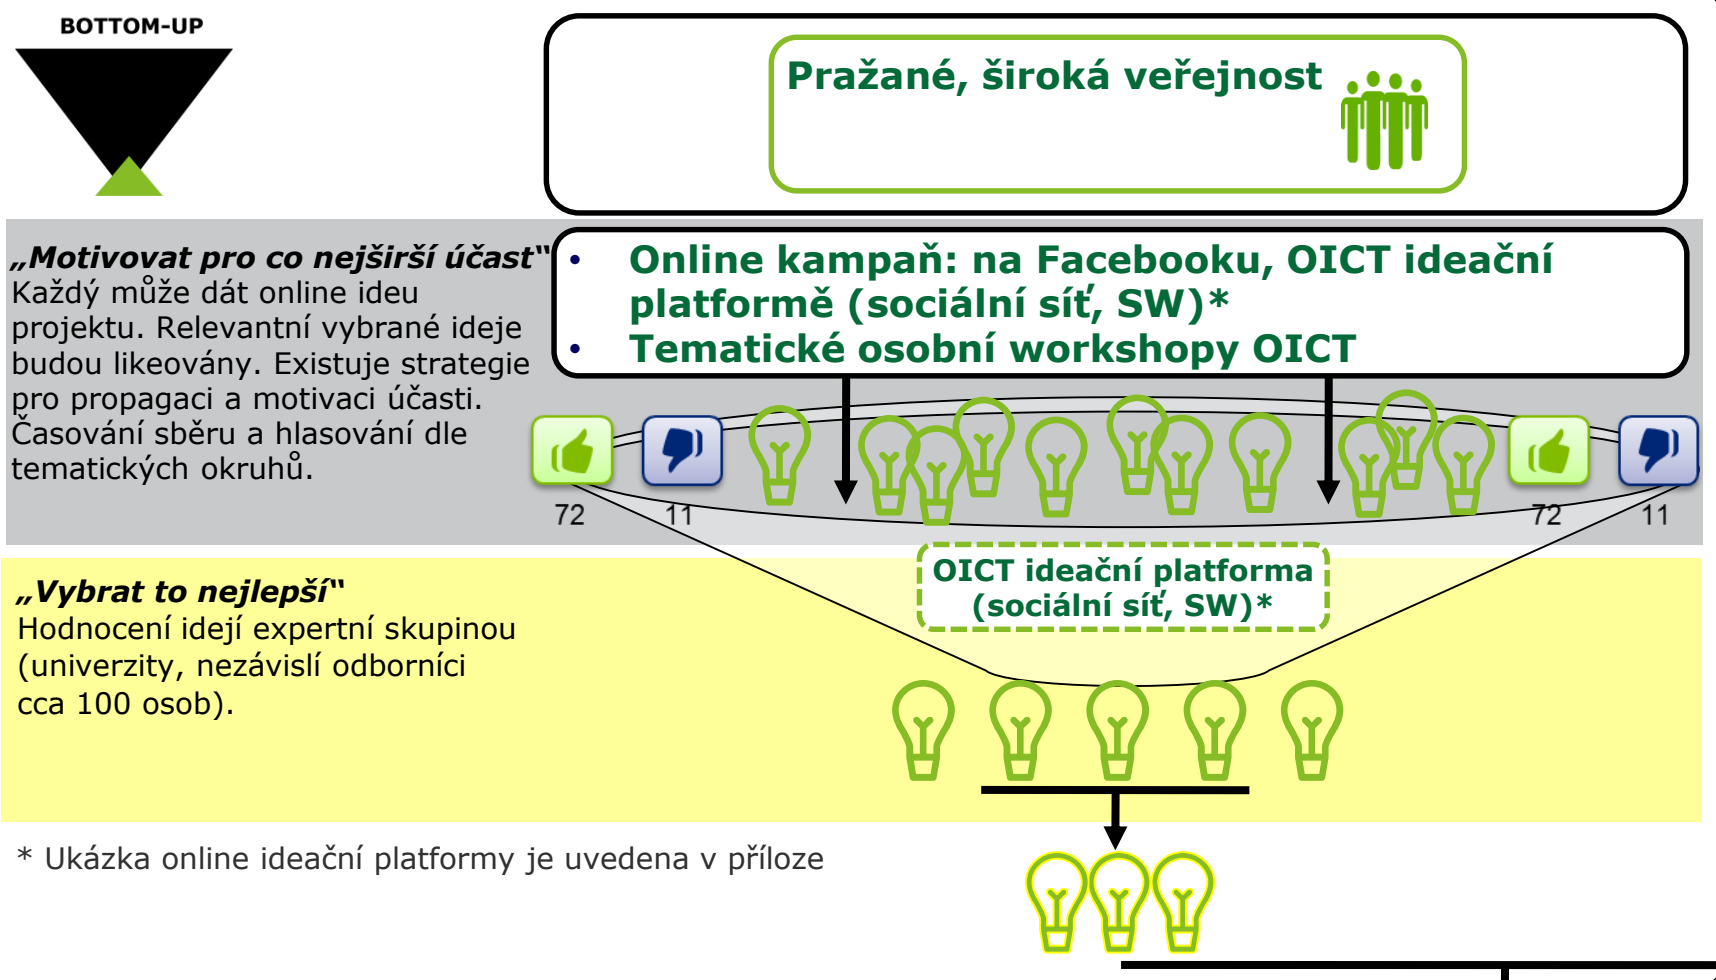 BOTTOM-UP
Pražané, široká veřejnost
„Motivovat pro co nejširší účast“
Každý může dát online ideu
projektu. Relevantní vybrané ideje
budou likeovány. Existuje strategie
pro propagaci a motivaci účasti.
Časování sběru a hlasování dle
tematických okruhů.
• Online kampaň: na Facebooku, OICT ideační
platformě (sociální síť, SW)*
• Tematické osobní workshopy OICT
72
11
72
11
OICT ideační platforma
(sociální síť, SW)*
„Vybrat to nejlepší“
Hodnocení idejí expertní skupinou
(univerzity, nezávislí odborníci
cca 100 osob).
* Ukázka online ideační platformy je uvedena v příloze